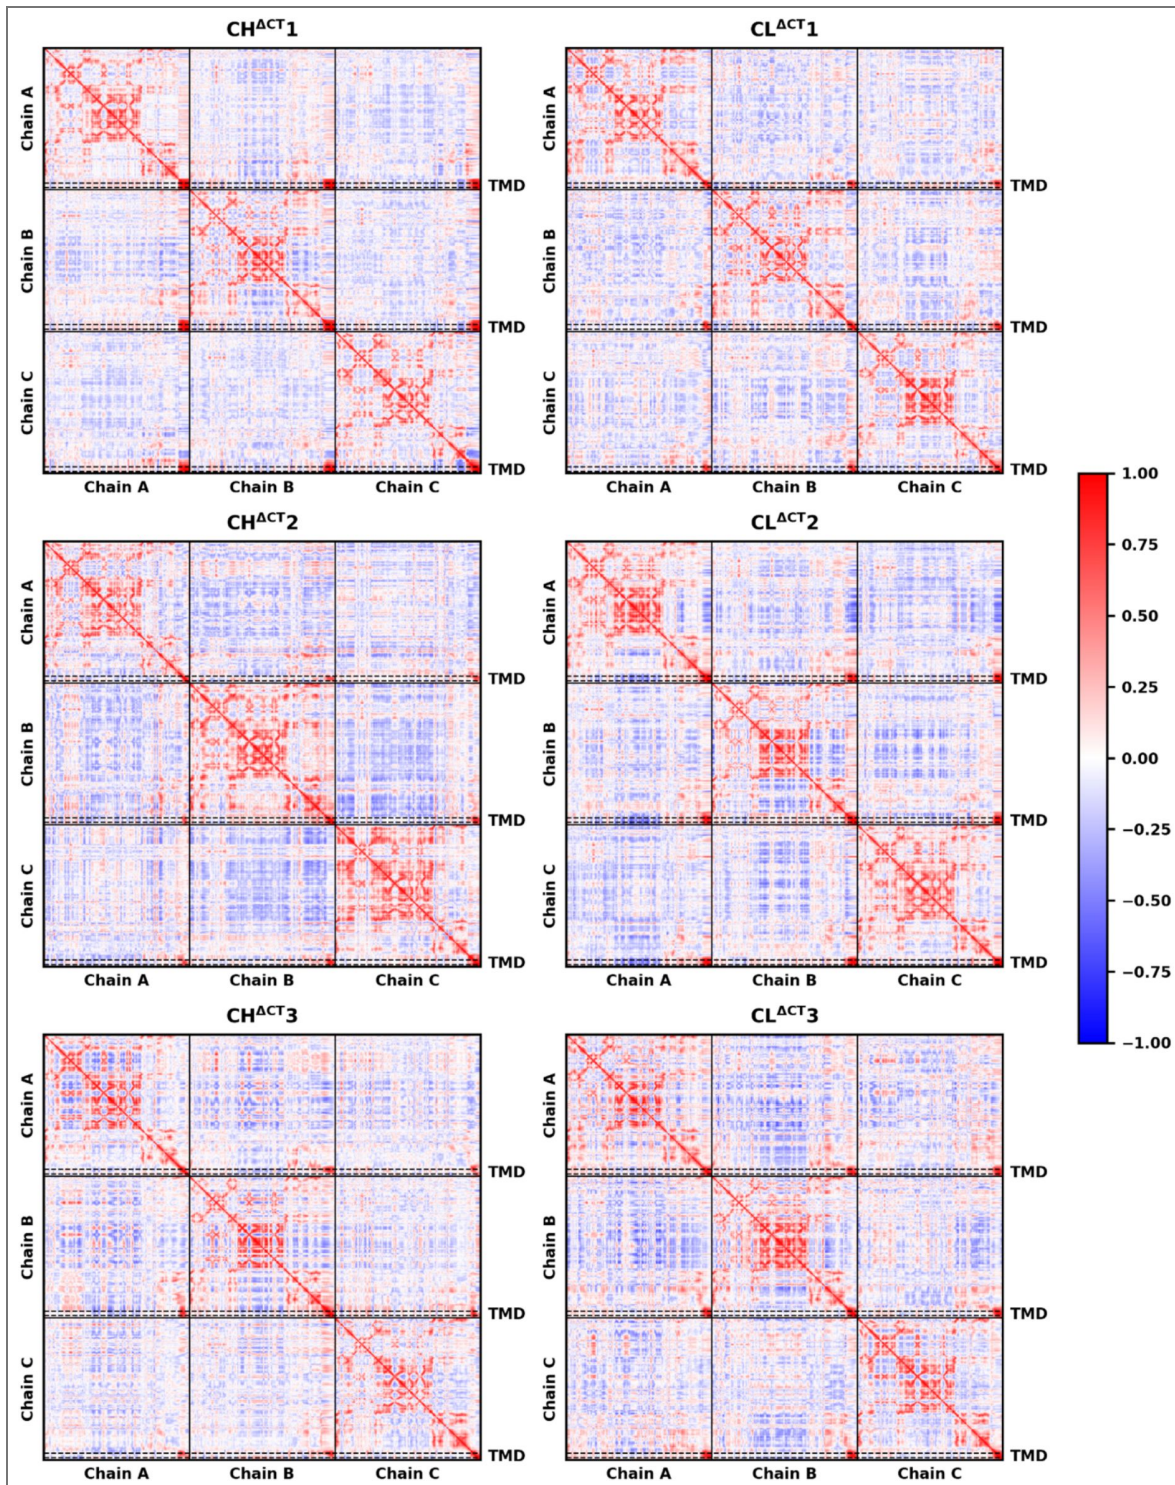 CH^ΔCT1
CL^ΔCT1
Chain A
Chain B
Chain C
TMD
TMD
TMD
Chain A
Chain B
Chain C
Chain A
Chain B
Chain C
TMD
TMD
TMD
Chain A
Chain B
Chain C
CH^ΔCT2
CL^ΔCT2
Chain A
Chain B
Chain C
TMD
TMD
TMD
Chain A
Chain B
Chain C
Chain A
Chain B
Chain C
TMD
TMD
TMD
Chain A
Chain B
Chain C
CH^ΔCT3
CL^ΔCT3
Chain A
Chain B
Chain C
TMD
TMD
TMD
Chain A
Chain B
Chain C
Chain A
Chain B
Chain C
TMD
TMD
TMD
Chain A
Chain B
Chain C
1.00
0.75
0.50
0.25
0.00
−0.25
−0.50
−0.75
−1.00